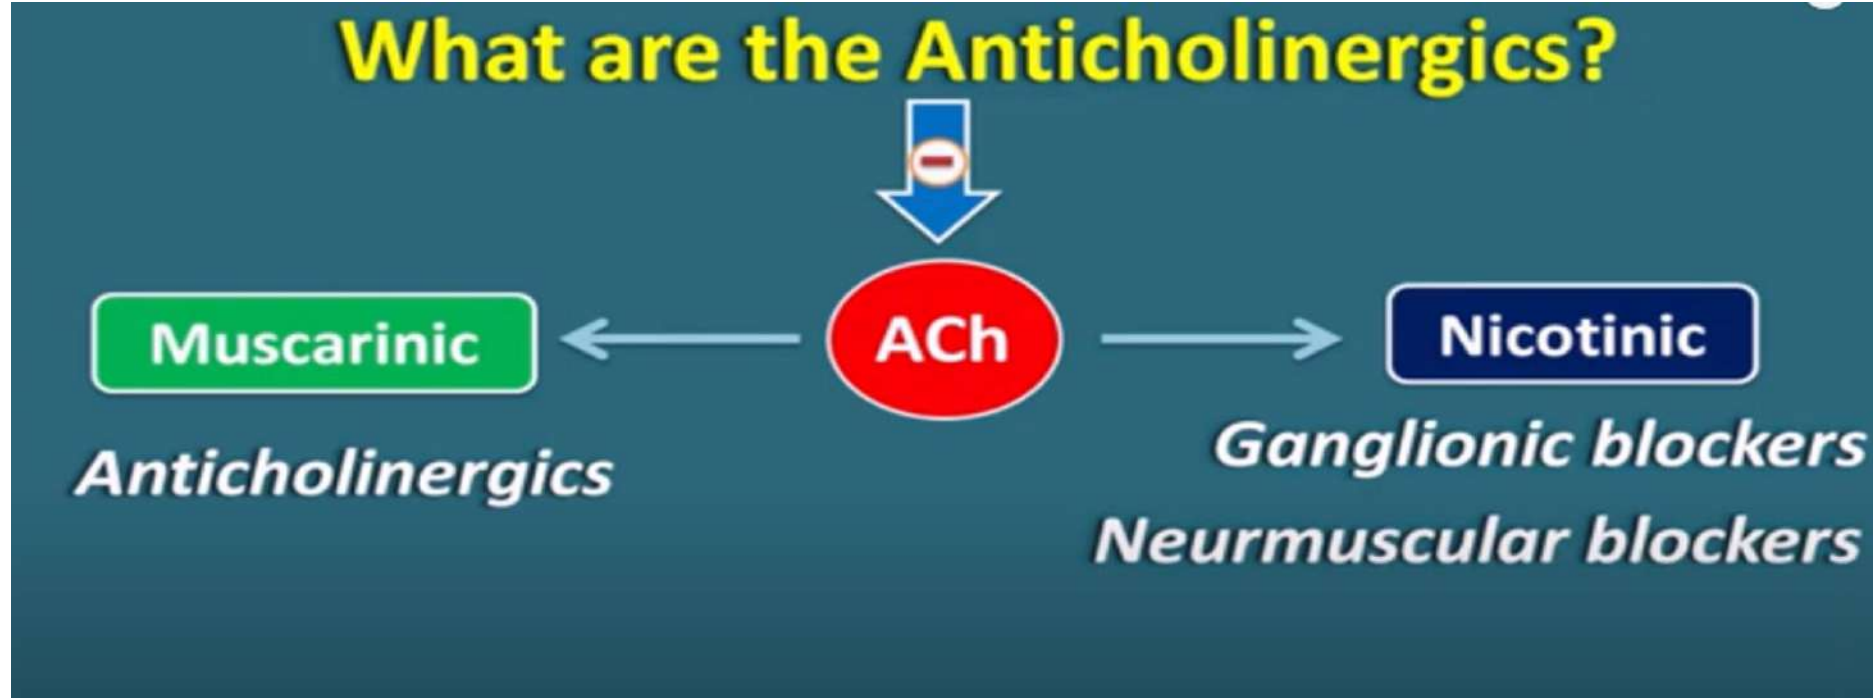 What are the Anticholinergics?
Muscarinic
ACh
Nicotinic
Anticholinergics
Ganglionic blockers
Neurmuscular blockers